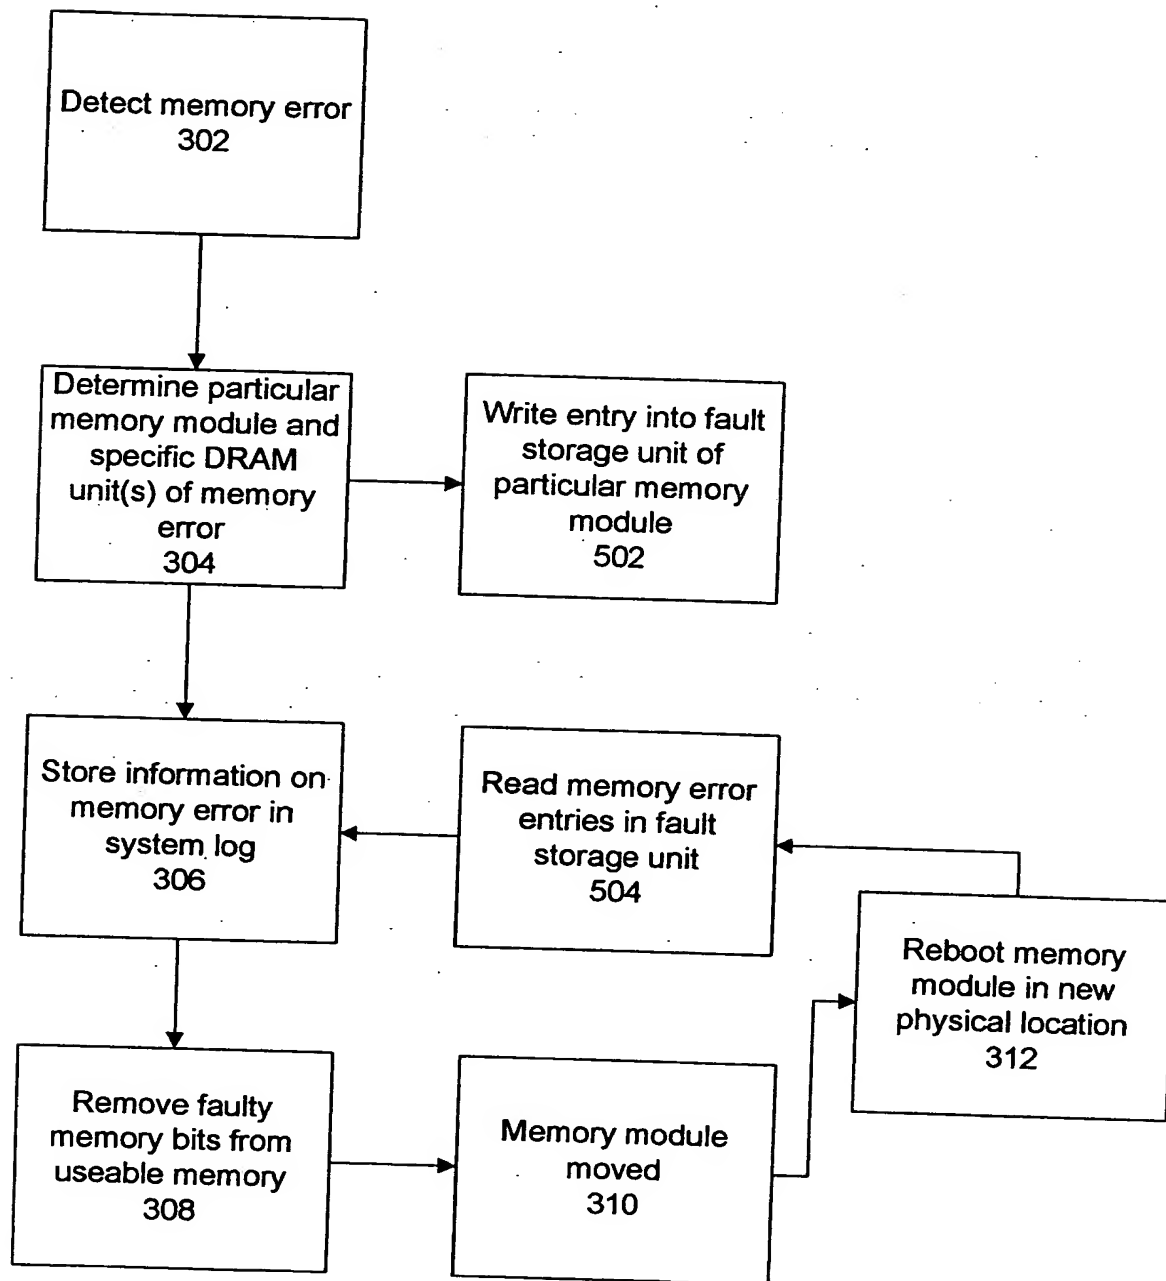 Detect memory error
302
Determine particular
memory module and
specific DRAM
unit(s) of memory
error
304
Write entry into fault
storage unit of
particular memory
module
502
Store information on
memory error in
system log
306
Read memory error
entries in fault
storage unit
504
Reboot memory
module in new
physical location
312
Remove faulty
memory bits from
useable memory
308
Memory module
moved
310